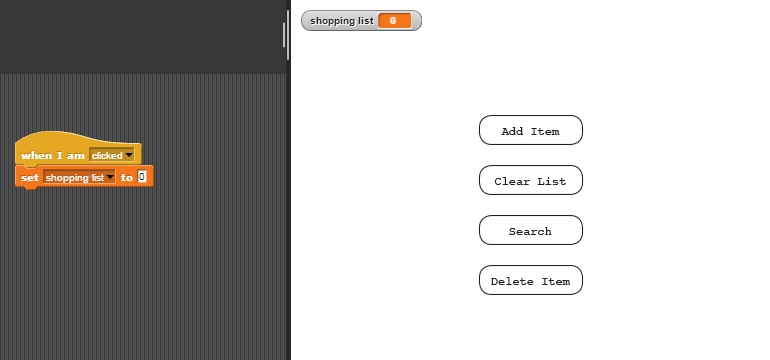 shopping list 0
when I am clicked
set shopping list to 0
Add Item
Clear List
Search
Delete Item